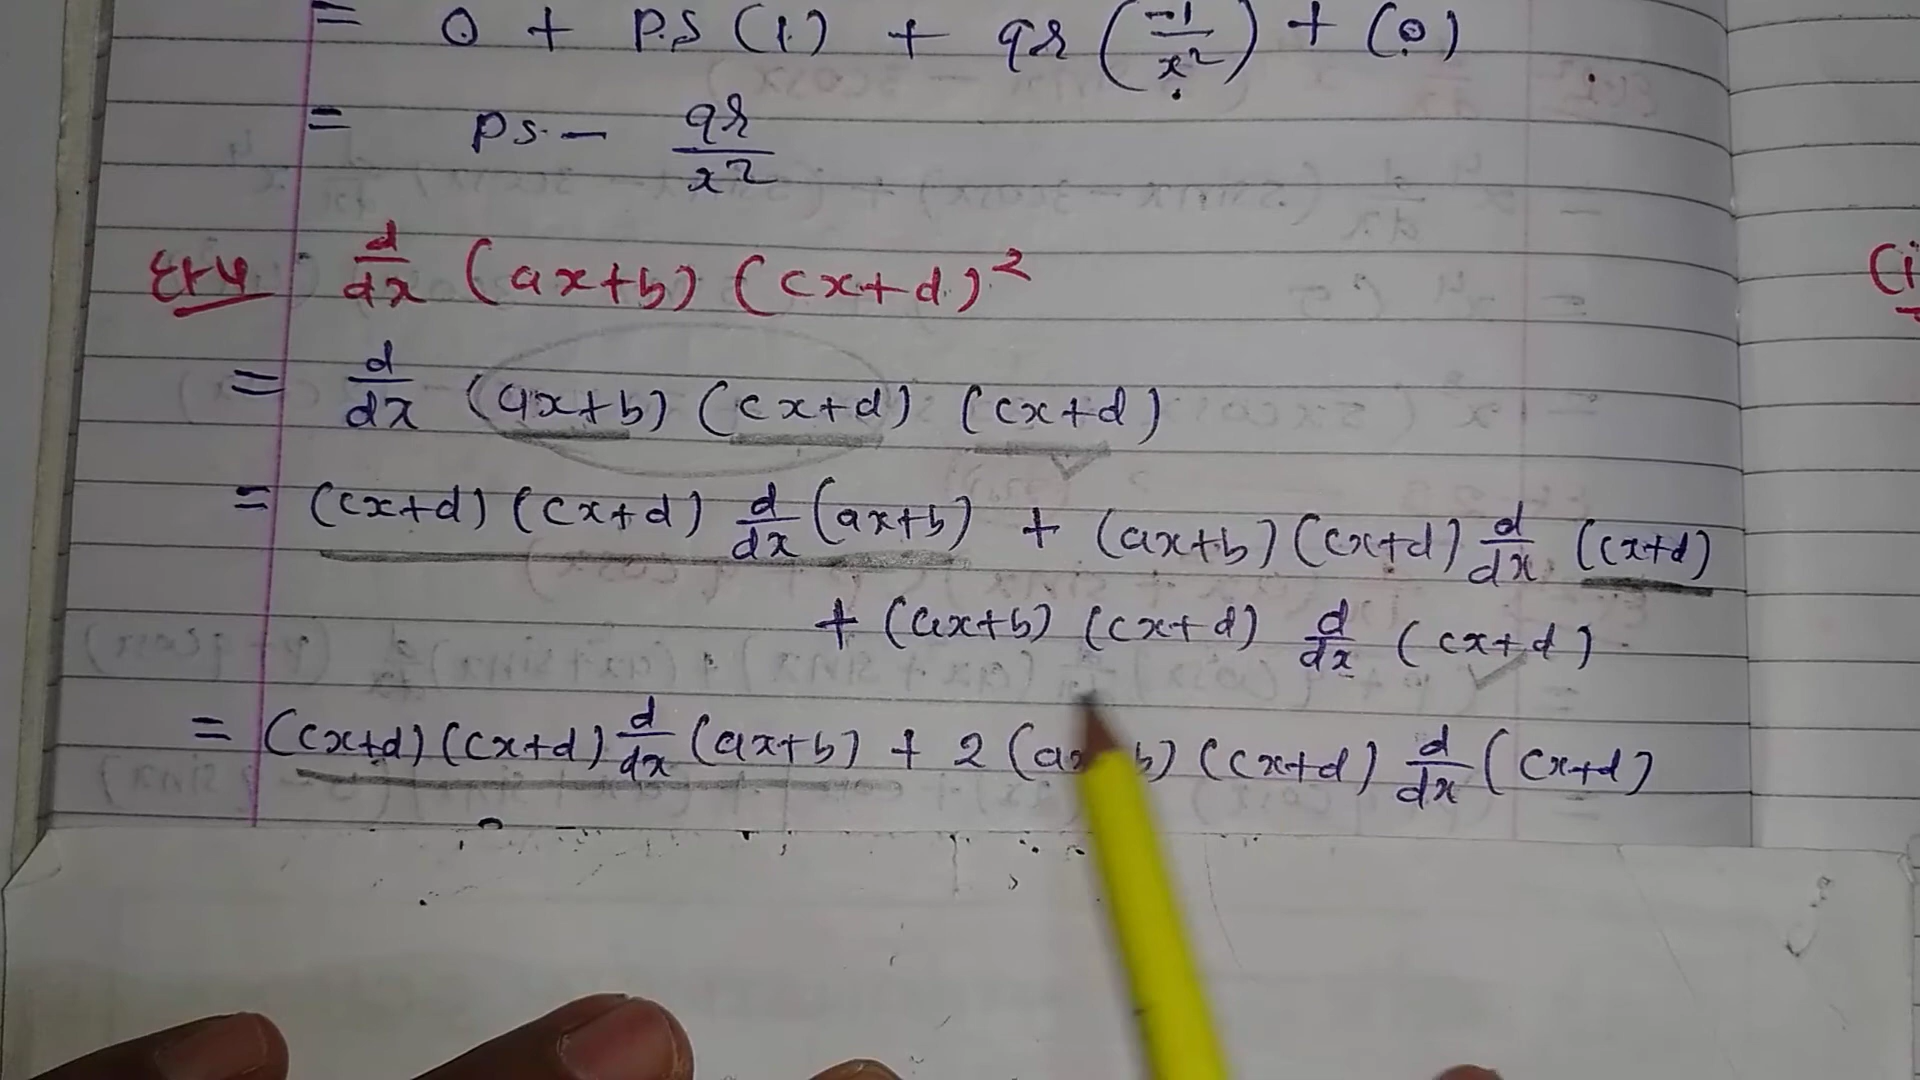 = 0 + ps (1) + qr (-1/x²) + (0)
= ps - qr/x²
d/dx (ax+b) (cx+d)²
= d/dx (ax+b) (cx+d) (cx+d)
= (cx+d) (cx+d) d/dx (ax+b) + (ax+b) (cx+d) d/dx (cx+d)
+ (ax+b) (cx+d) d/dx (cx+d)
= (cx+d) (cx+d) d/dx (ax+b) + 2 (ax b) (cx+d) d/dx (cx+d)
(i